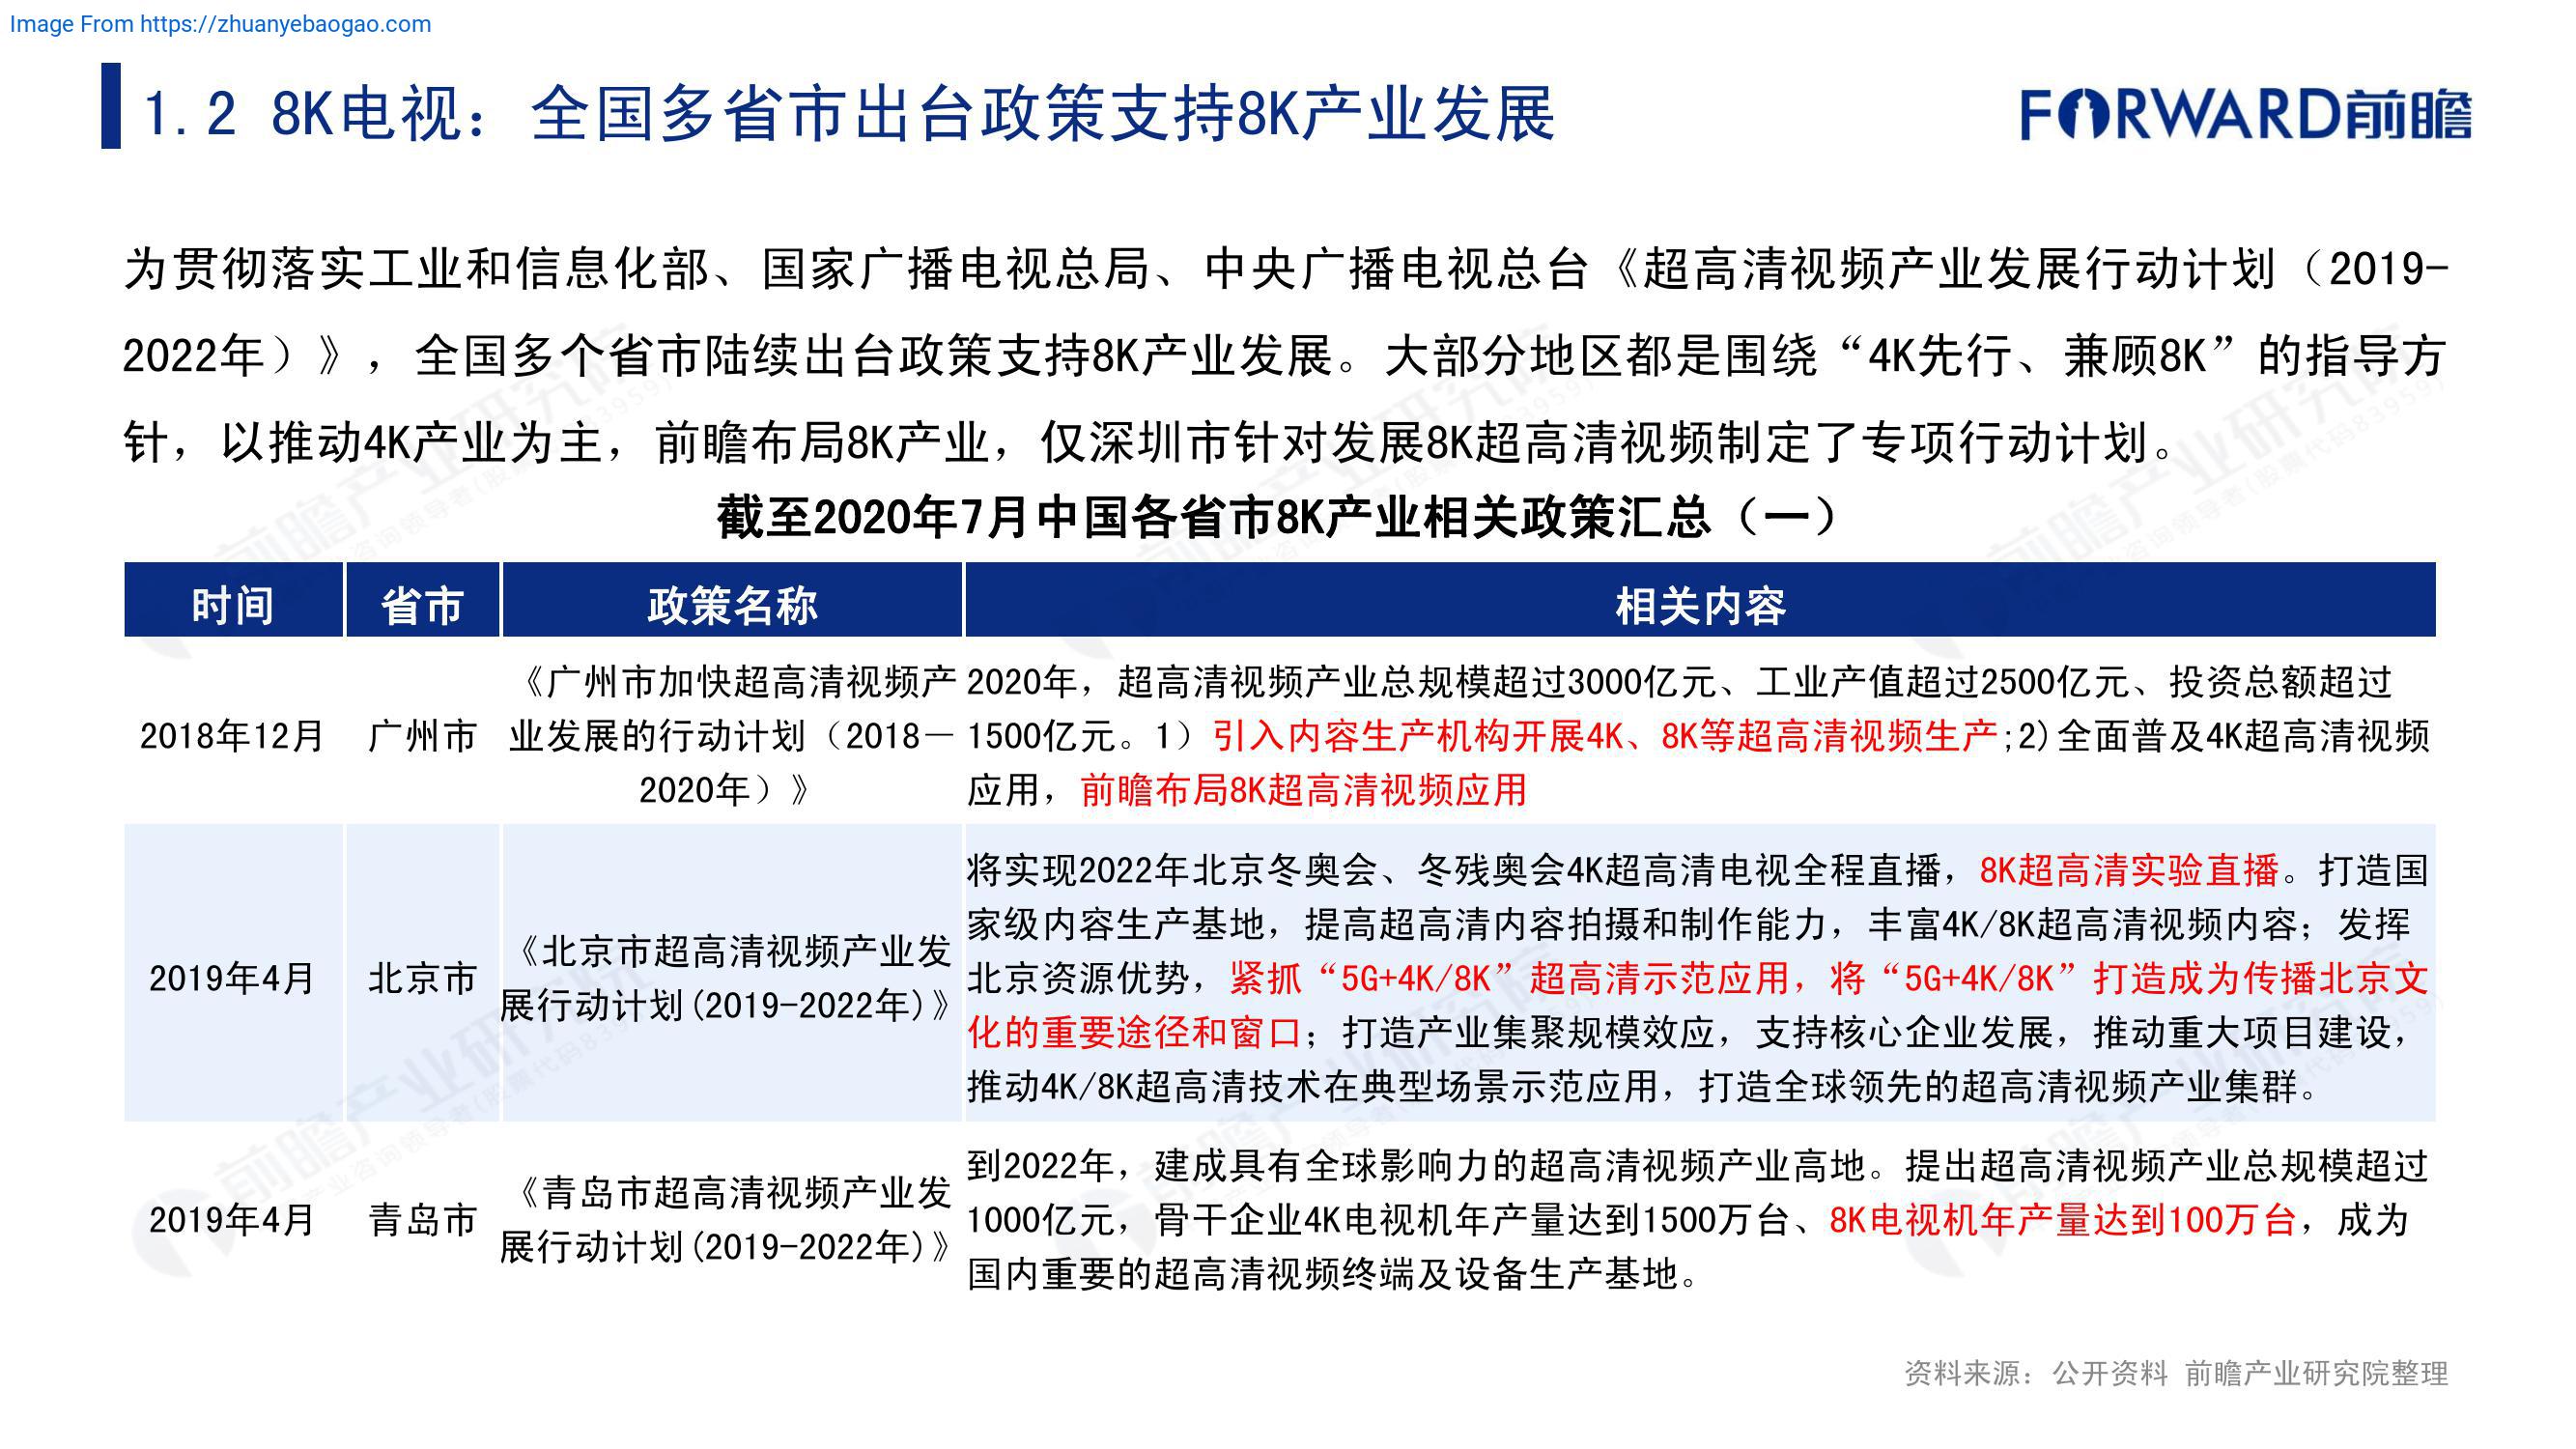 Image From https://zhuanyebaogao.com
1.2 8K电视：全国多省市出台政策支持8K产业发展
FORWARD前瞻
为贯彻落实工业和信息化部、国家广播电视总局、中央广播电视总台《超高清视频产业发展行动计划（2019-
2022年）》，全国多个省市陆续出台政策支持8K产业发展。大部分地区都是围绕“4K先行、兼顾8K”的指导方
针，以推动4K产业为主，前瞻布局8K产业，仅深圳市针对发展8K超高清视频制定了专项行动计划。
截至2020年7月中国各省市8K产业相关政策汇总（一）
时间 省市 政策名称 相关内容
2018年12月 广州市
《广州市加快超高清视频产
业发展的行动计划（2018－
2020年）》
2020年，超高清视频产业总规模超过3000亿元、工业产值超过2500亿元、投资总额超过
1500亿元。1）引入内容生产机构开展4K、8K等超高清视频生产;2)全面普及4K超高清视频
应用，前瞻布局8K超高清视频应用
2019年4月 北京市
《北京市超高清视频产业发
展行动计划(2019-2022年)》
将实现2022年北京冬奥会、冬残奥会4K超高清电视全程直播，8K超高清实验直播。打造国
家级内容生产基地，提高超高清内容拍摄和制作能力，丰富4K/8K超高清视频内容；发挥
北京资源优势，紧抓“5G+4K/8K”超高清示范应用，将“5G+4K/8K”打造成为传播北京文
化的重要途径和窗口；打造产业集聚规模效应，支持核心企业发展，推动重大项目建设，
推动4K/8K超高清技术在典型场景示范应用，打造全球领先的超高清视频产业集群。
2019年4月 青岛市
《青岛市超高清视频产业发
展行动计划(2019-2022年)》
到2022年，建成具有全球影响力的超高清视频产业高地。提出超高清视频产业总规模超过
1000亿元，骨干企业4K电视机年产量达到1500万台、8K电视机年产量达到100万台，成为
国内重要的超高清视频终端及设备生产基地。
资料来源：公开资料 前瞻产业研究院整理